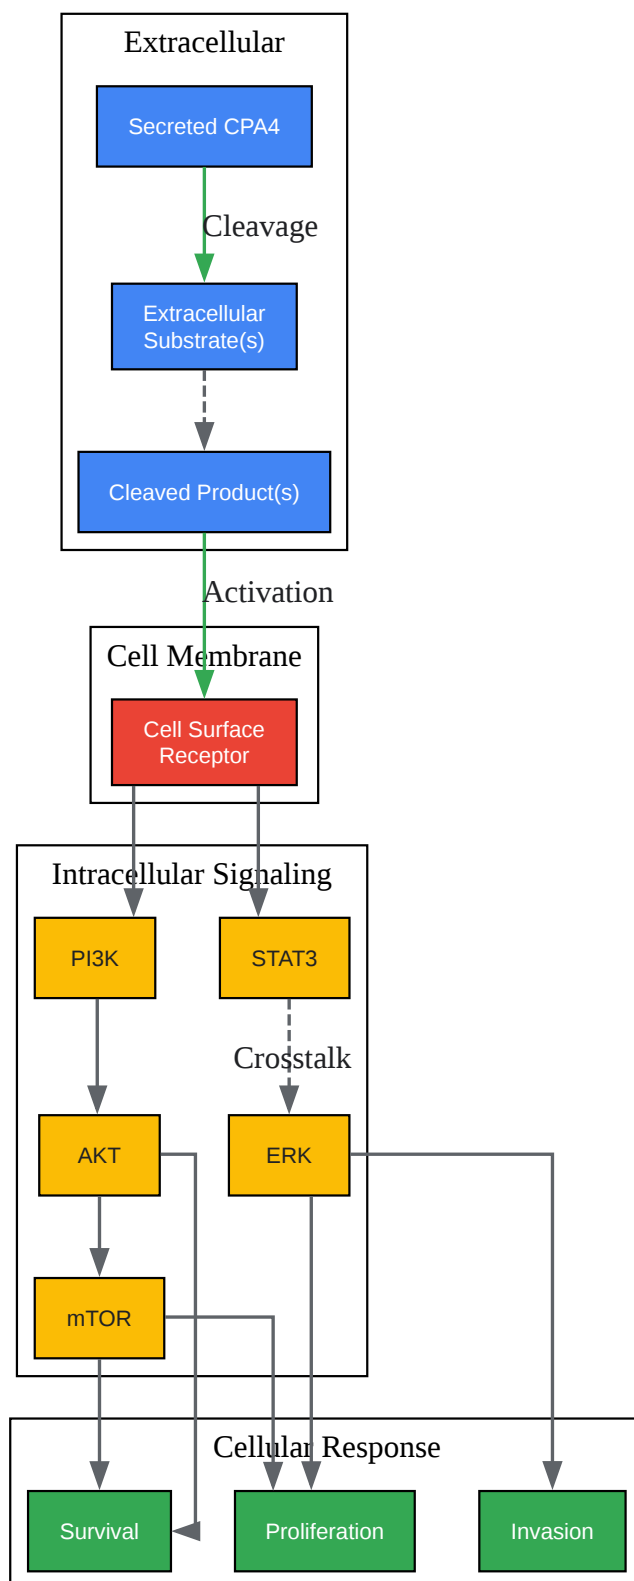 Extracellular
Secreted CPA4
Cleavage
Extracellular
Substrate(s)
Cleaved Product(s)
Activation
Cell Membrane
Cell Surface
Receptor
Intracellular Signaling
PI3K
STAT3
Crosstalk
AKT
ERK
mTOR
Cellular Response
Survival
Proliferation
Invasion